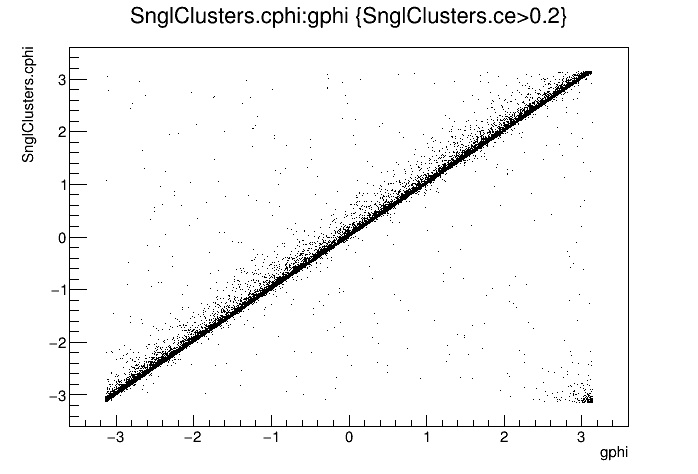 SnglClusters.cphi:gphi {SnglClusters.ce>0.2}
SnglClusters.cphi
3
2
1
0
−1
−2
−3
−3 −2 −1 0 1 2 3
gphi